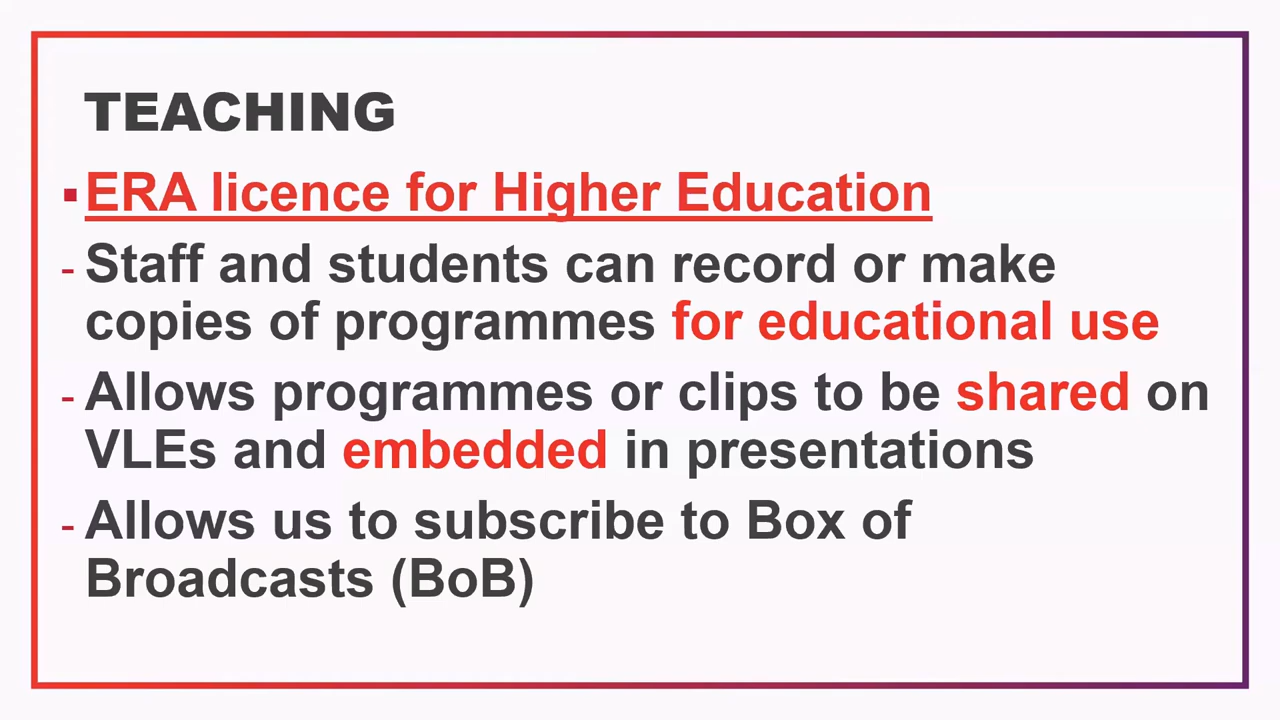 TEACHING
▪ERA licence for Higher Education
- Staff and students can record or make
copies of programmes for educational use
- Allows programmes or clips to be shared on
VLEs and embedded in presentations
- Allows us to subscribe to Box of
Broadcasts (BoB)